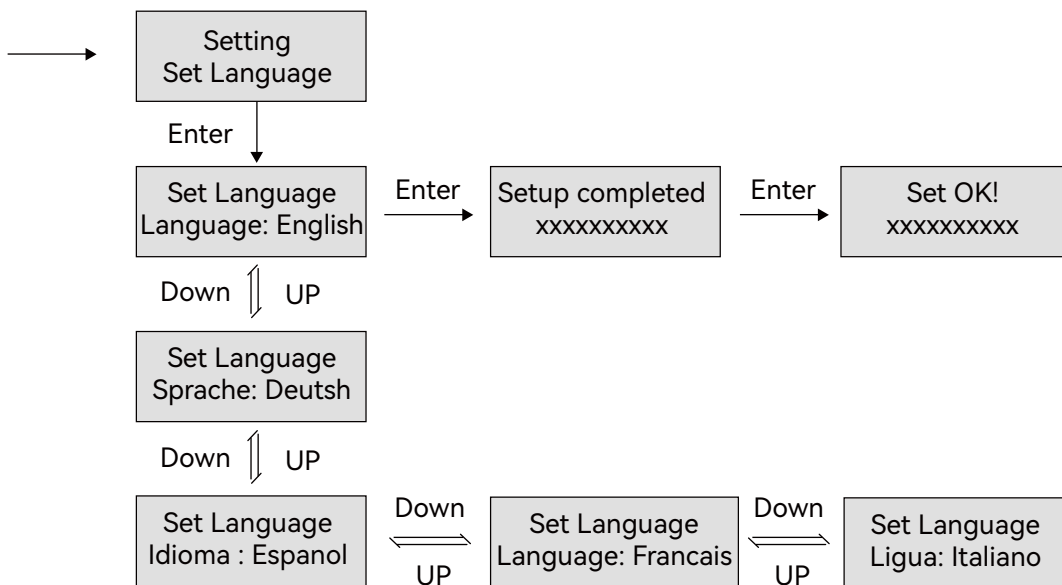 Setting
Set Language
Enter
Set Language
Language: English
Enter
Setup completed
xxxxxxxxxx
Enter
Set OK!
xxxxxxxxxx
Down
UP
Set Language
Sprache: Deutsh
Down
UP
Set Language
Idioma : Espanol
Down
UP
Set Language
Language: Francais
Down
UP
Set Language
Ligua: Italiano